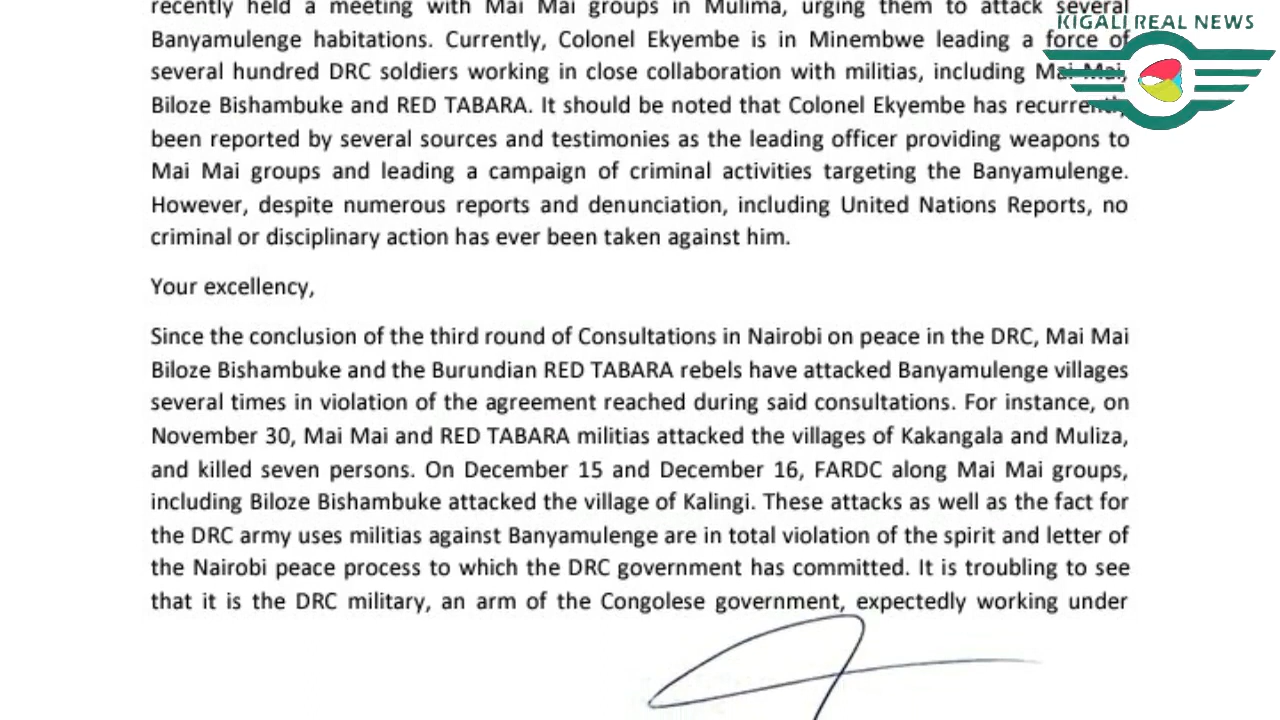 recently held a meeting with Mai Mai groups in Mulima, urging them to attack several
KIGALI REAL NEWS
Banyamulenge habitations. Currently, Colonel Ekyembe is in Minembwe leading a force of
several hundred DRC soldiers working in close collaboration with militias, including Mai Mai,
Biloze Bishambuke and RED TABARA. It should be noted that Colonel Ekyembe has recurrently
been reported by several sources and testimonies as the leading officer providing weapons to
Mai Mai groups and leading a campaign of criminal activities targeting the Banyamulenge.
However, despite numerous reports and denunciation, including United Nations Reports, no
criminal or disciplinary action has ever been taken against him.
Your excellency,
Since the conclusion of the third round of Consultations in Nairobi on peace in the DRC, Mai Mai
Biloze Bishambuke and the Burundian RED TABARA rebels have attacked Banyamulenge villages
several times in violation of the agreement reached during said consultations. For instance, on
November 30, Mai Mai and RED TABARA militias attacked the villages of Kakangala and Muliza,
and killed seven persons. On December 15 and December 16, FARDC along Mai Mai groups,
including Biloze Bishambuke attacked the village of Kalingi. These attacks as well as the fact for
the DRC army uses militias against Banyamulenge are in total violation of the spirit and letter of
the Nairobi peace process to which the DRC government has committed. It is troubling to see
that it is the DRC military, an arm of the Congolese government, expectedly working under